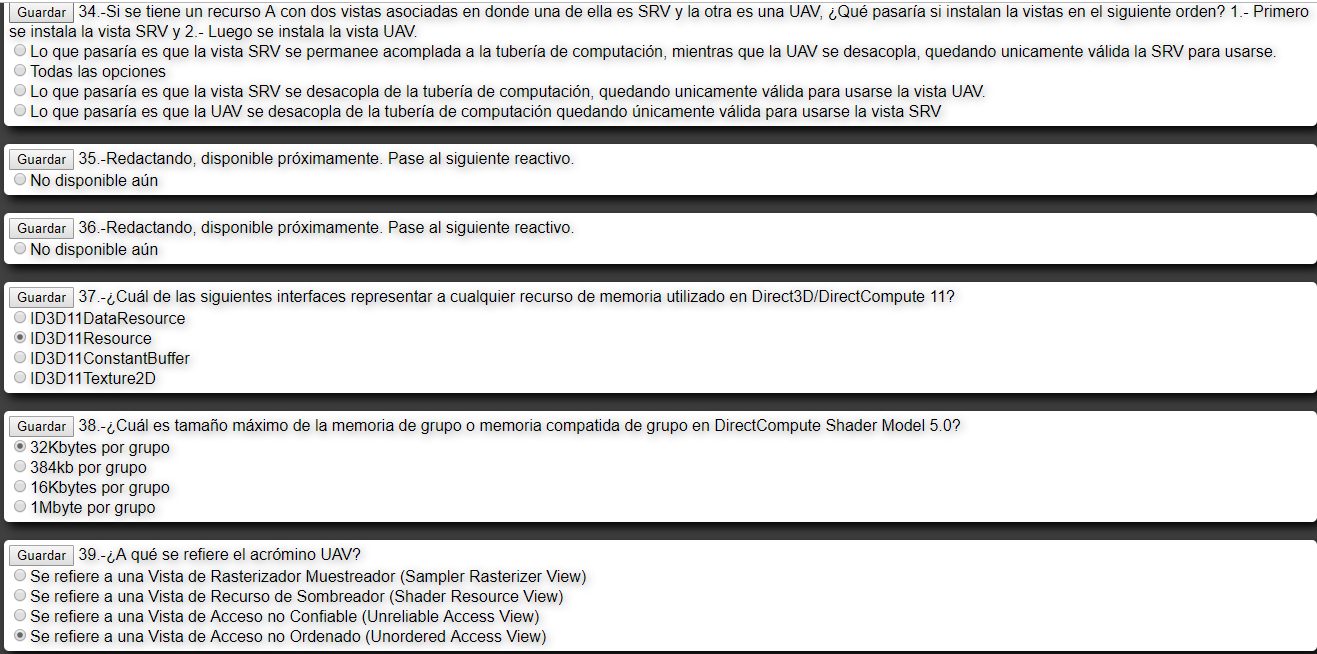 Guardar 34.-Si se tiene un recurso A con dos vistas asociadas en donde una de ella es SRV y la otra es una UAV, ¿Qué pasaría si instalan la vistas en el siguiente orden? 1.- Primero
se instala la vista SRV y 2.- Luego se instala la vista UAV.
Lo que pasaría es que la vista SRV se permanee acomplada a la tubería de computación, mientras que la UAV se desacopla, quedando unicamente válida la SRV para usarse.
Todas las opciones
Lo que pasaría es que la vista SRV se desacopla de la tubería de computación, quedando unicamente válida para usarse la vista UAV.
Lo que pasaría es que la UAV se desacopla de la tubería de computación quedando únicamente válida para usarse la vista SRV
Guardar 35.-Redactando, disponible próximamente. Pase al siguiente reactivo.
No disponible aún
Guardar 36.-Redactando, disponible próximamente. Pase al siguiente reactivo.
No disponible aún
Guardar 37.-¿Cuál de las siguientes interfaces representar a cualquier recurso de memoria utilizado en Direct3D/DirectCompute 11?
ID3D11DataResource
ID3D11Resource
ID3D11ConstantBuffer
ID3D11Texture2D
Guardar 38.-¿Cuál es tamaño máximo de la memoria de grupo o memoria compatida de grupo en DirectCompute Shader Model 5.0?
32Kbytes por grupo
384kb por grupo
16Kbytes por grupo
1Mbyte por grupo
Guardar 39.-¿A qué se refiere el acrómino UAV?
Se refiere a una Vista de Rasterizador Muestreador (Sampler Rasterizer View)
Se refiere a una Vista de Recurso de Sombreador (Shader Resource View)
Se refiere a una Vista de Acceso no Confiable (Unreliable Access View)
Se refiere a una Vista de Acceso no Ordenado (Unordered Access View)